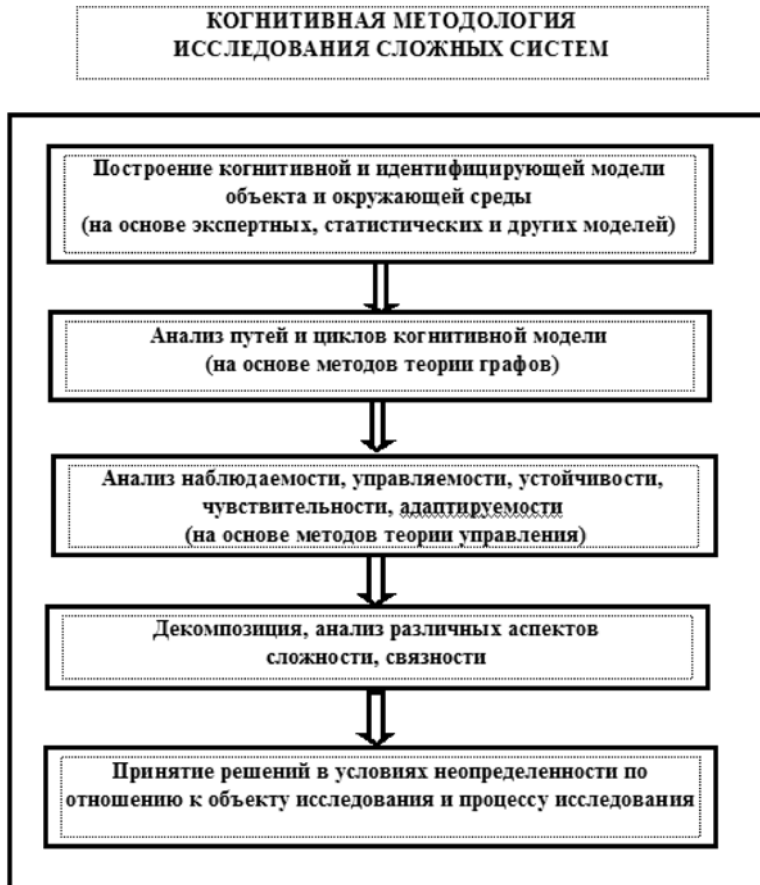 КОГНИТИВНАЯ МЕТОДОЛОГИЯ
ИССЛЕДОВАНИЯ СЛОЖНЫХ СИСТЕМ
Построение когнитивной и идентифицирующей модели
объекта и окружающей среды
(на основе экспертных, статистических и других моделей)
Анализ путей и циклов когнитивной модели
(на основе методов теории графов)
Анализ наблюдаемости, управляемости, устойчивости,
чувствительности, адаптируемости
(на основе методов теории управления)
Декомпозиция, анализ различных аспектов
сложности, связности
Принятие решений в условиях неопределенности по
отношению к объекту исследования и процессу исследования